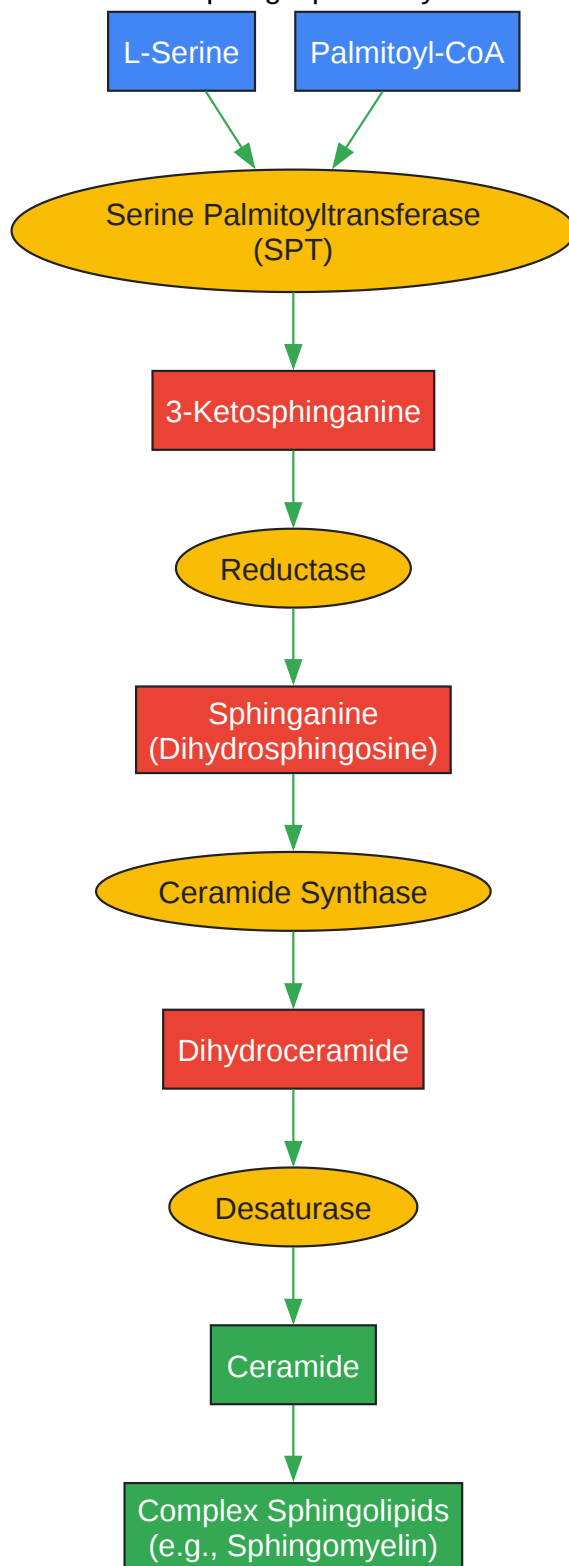 L-Serine
Palmitoyl-CoA
Serine Palmitoyltransferase
(SPT)
3-Ketosphinganine
Reductase
Sphinganine
(Dihydrosphingosine)
Ceramide Synthase
Dihydroceramide
Desaturase
Ceramide
Complex Sphingolipids
(e.g., Sphingomyelin)